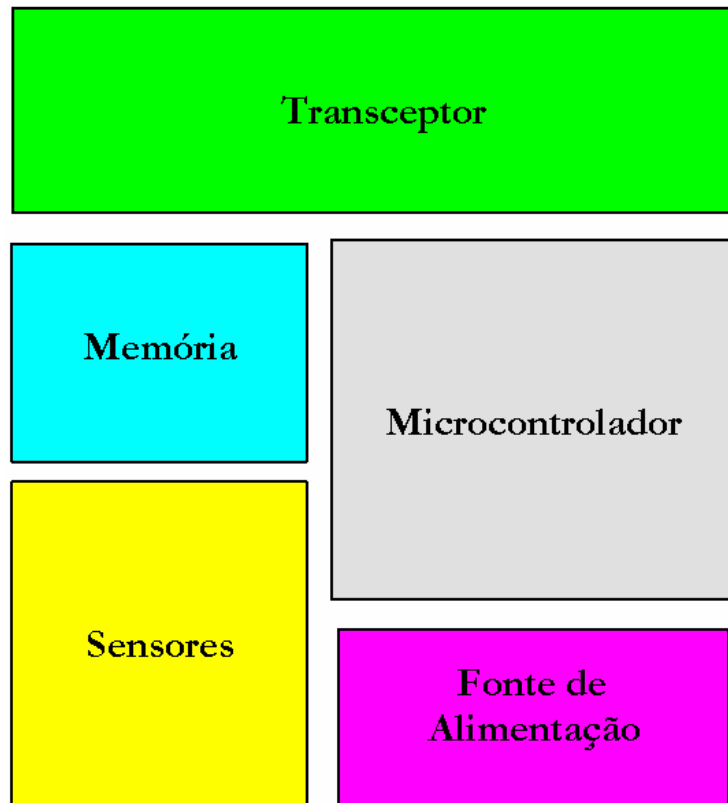 Transceptor
Memória
Microcontrolador
Sensores
Fonte de
Alimentação